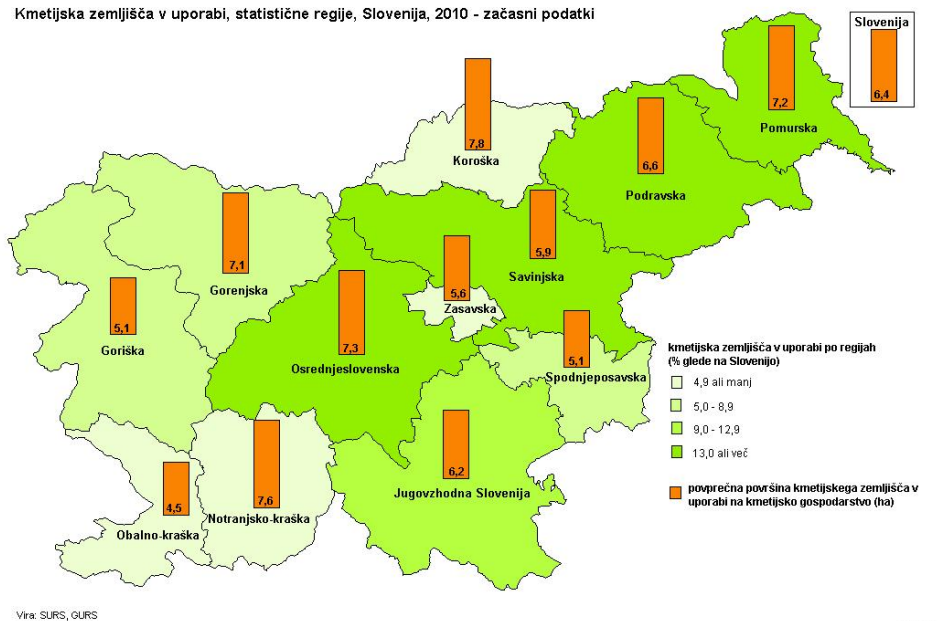 Kmetijska zemljišča v uporabi, statistične regije, Slovenija, 2010 - začasni podatki
Slovenija
6,4
7,2
Pomurska
7,8
Koroška
6,6
Podravska
7,1
Gorenjska
5,9
Savinjska
5,6
Zasavska
5,1
Goriška
7,3
Osrednjeslovenska
5,1
Spodnjeposavska
kmetijska zemljišča v uporabi po regijah
(% glede na Slovenijo)
4,9 ali manj
5,0 - 8,9
9,0 - 12,9
13,0 ali več
povprečna površina kmetijskega zemljišča v
uporabi na kmetijsko gospodarstvo (ha)
6,2
Jugovzhodna Slovenija
7,6
Notranjsko-kraška
4,5
Obalno-kraška
Vira: SURS, GURS